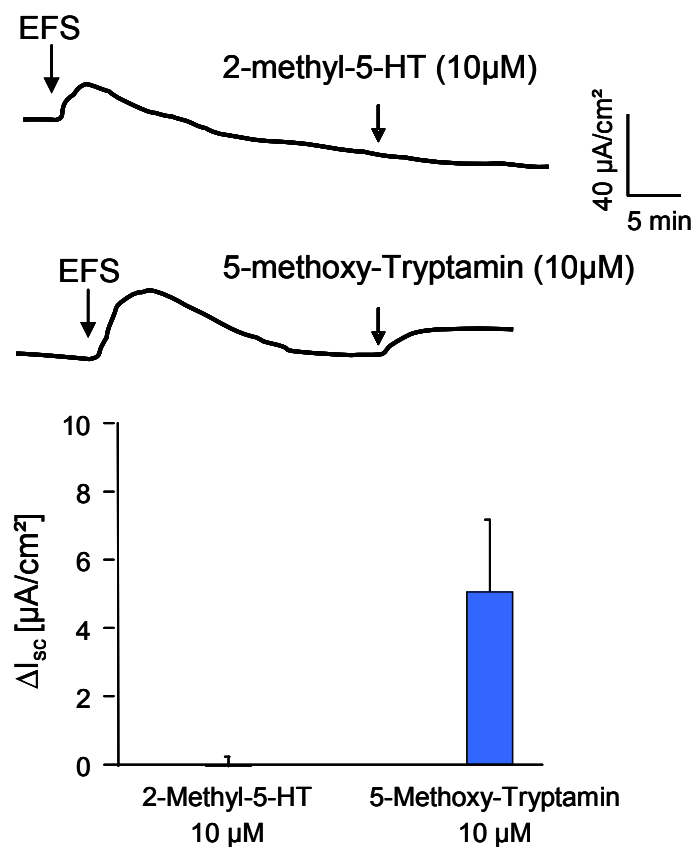 EFS
2-methyl-5-HT (10µM)
40 µA/cm²
5 min
EFS
5-methoxy-Tryptamin (10µM)
10
8
6
4
2
0
ΔIsc [µA/cm²]
2-Methyl-5-HT
10 µM
5-Methoxy-Tryptamin
10 µM